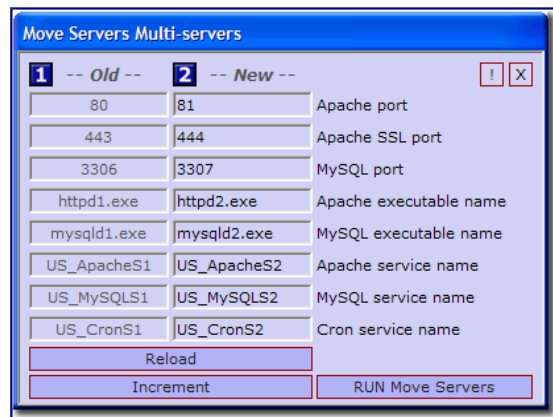 Move Servers Multi-servers
1 -- Old -- 2 -- New -- ! X
80 81 Apache port
443 444 Apache SSL port
3306 3307 MySQL port
httpd1.exe httpd2.exe Apache executable name
mysqld1.exe mysqld2.exe MySQL executable name
US_ApacheS1 US_ApacheS2 Apache service name
US_MySQLS1 US_MySQLS2 MySQL service name
US_CronS1 US_CronS2 Cron service name
Reload
Increment RUN Move Servers